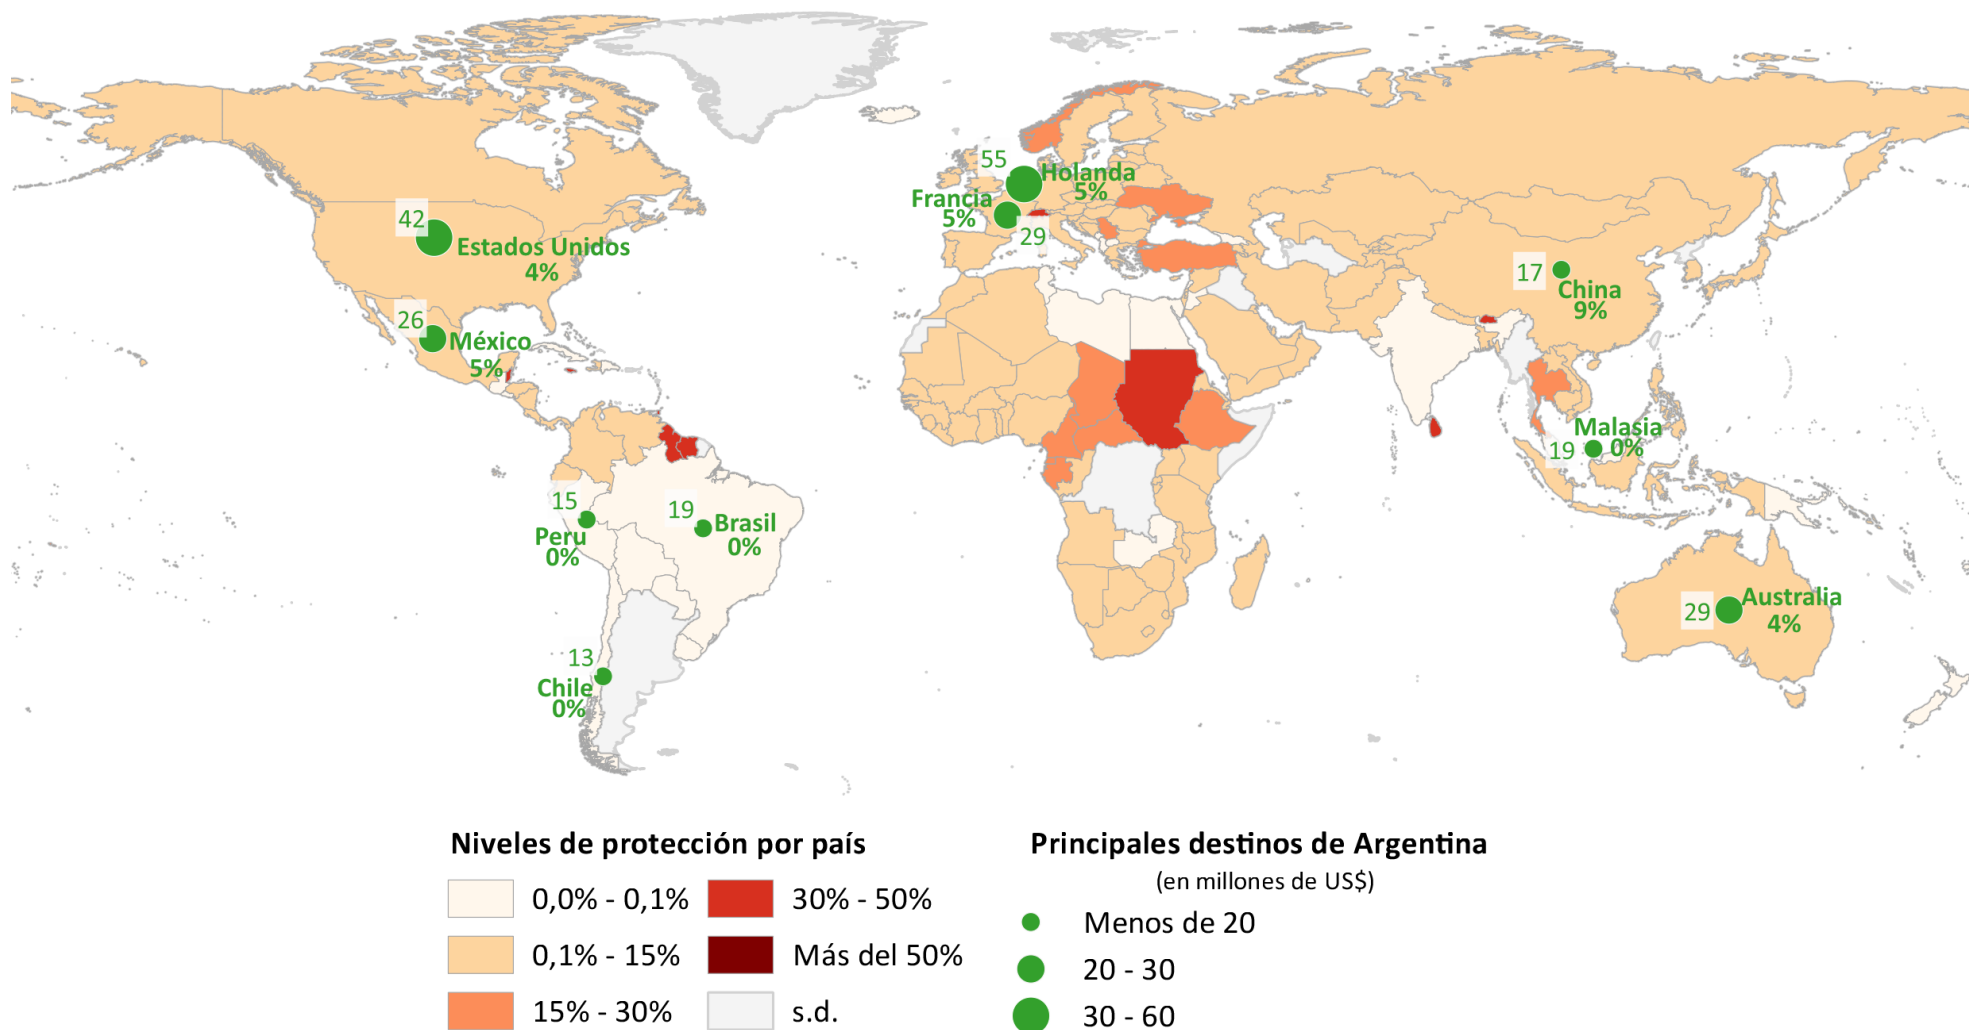 55
Holanda
5%
Francia
5%
29
42
Estados Unidos
4%
26
México
5%
17
China
9%
Malasia
19
0%
15
Peru
0%
19
Brasil
0%
29
Australia
4%
13
Chile
0%
Niveles de protección por país
0,0% - 0,1%
30% - 50%
0,1% - 15%
Más del 50%
15% - 30%
s.d.
Principales destinos de Argentina
(en millones de US$)
Menos de 20
20 - 30
30 - 60